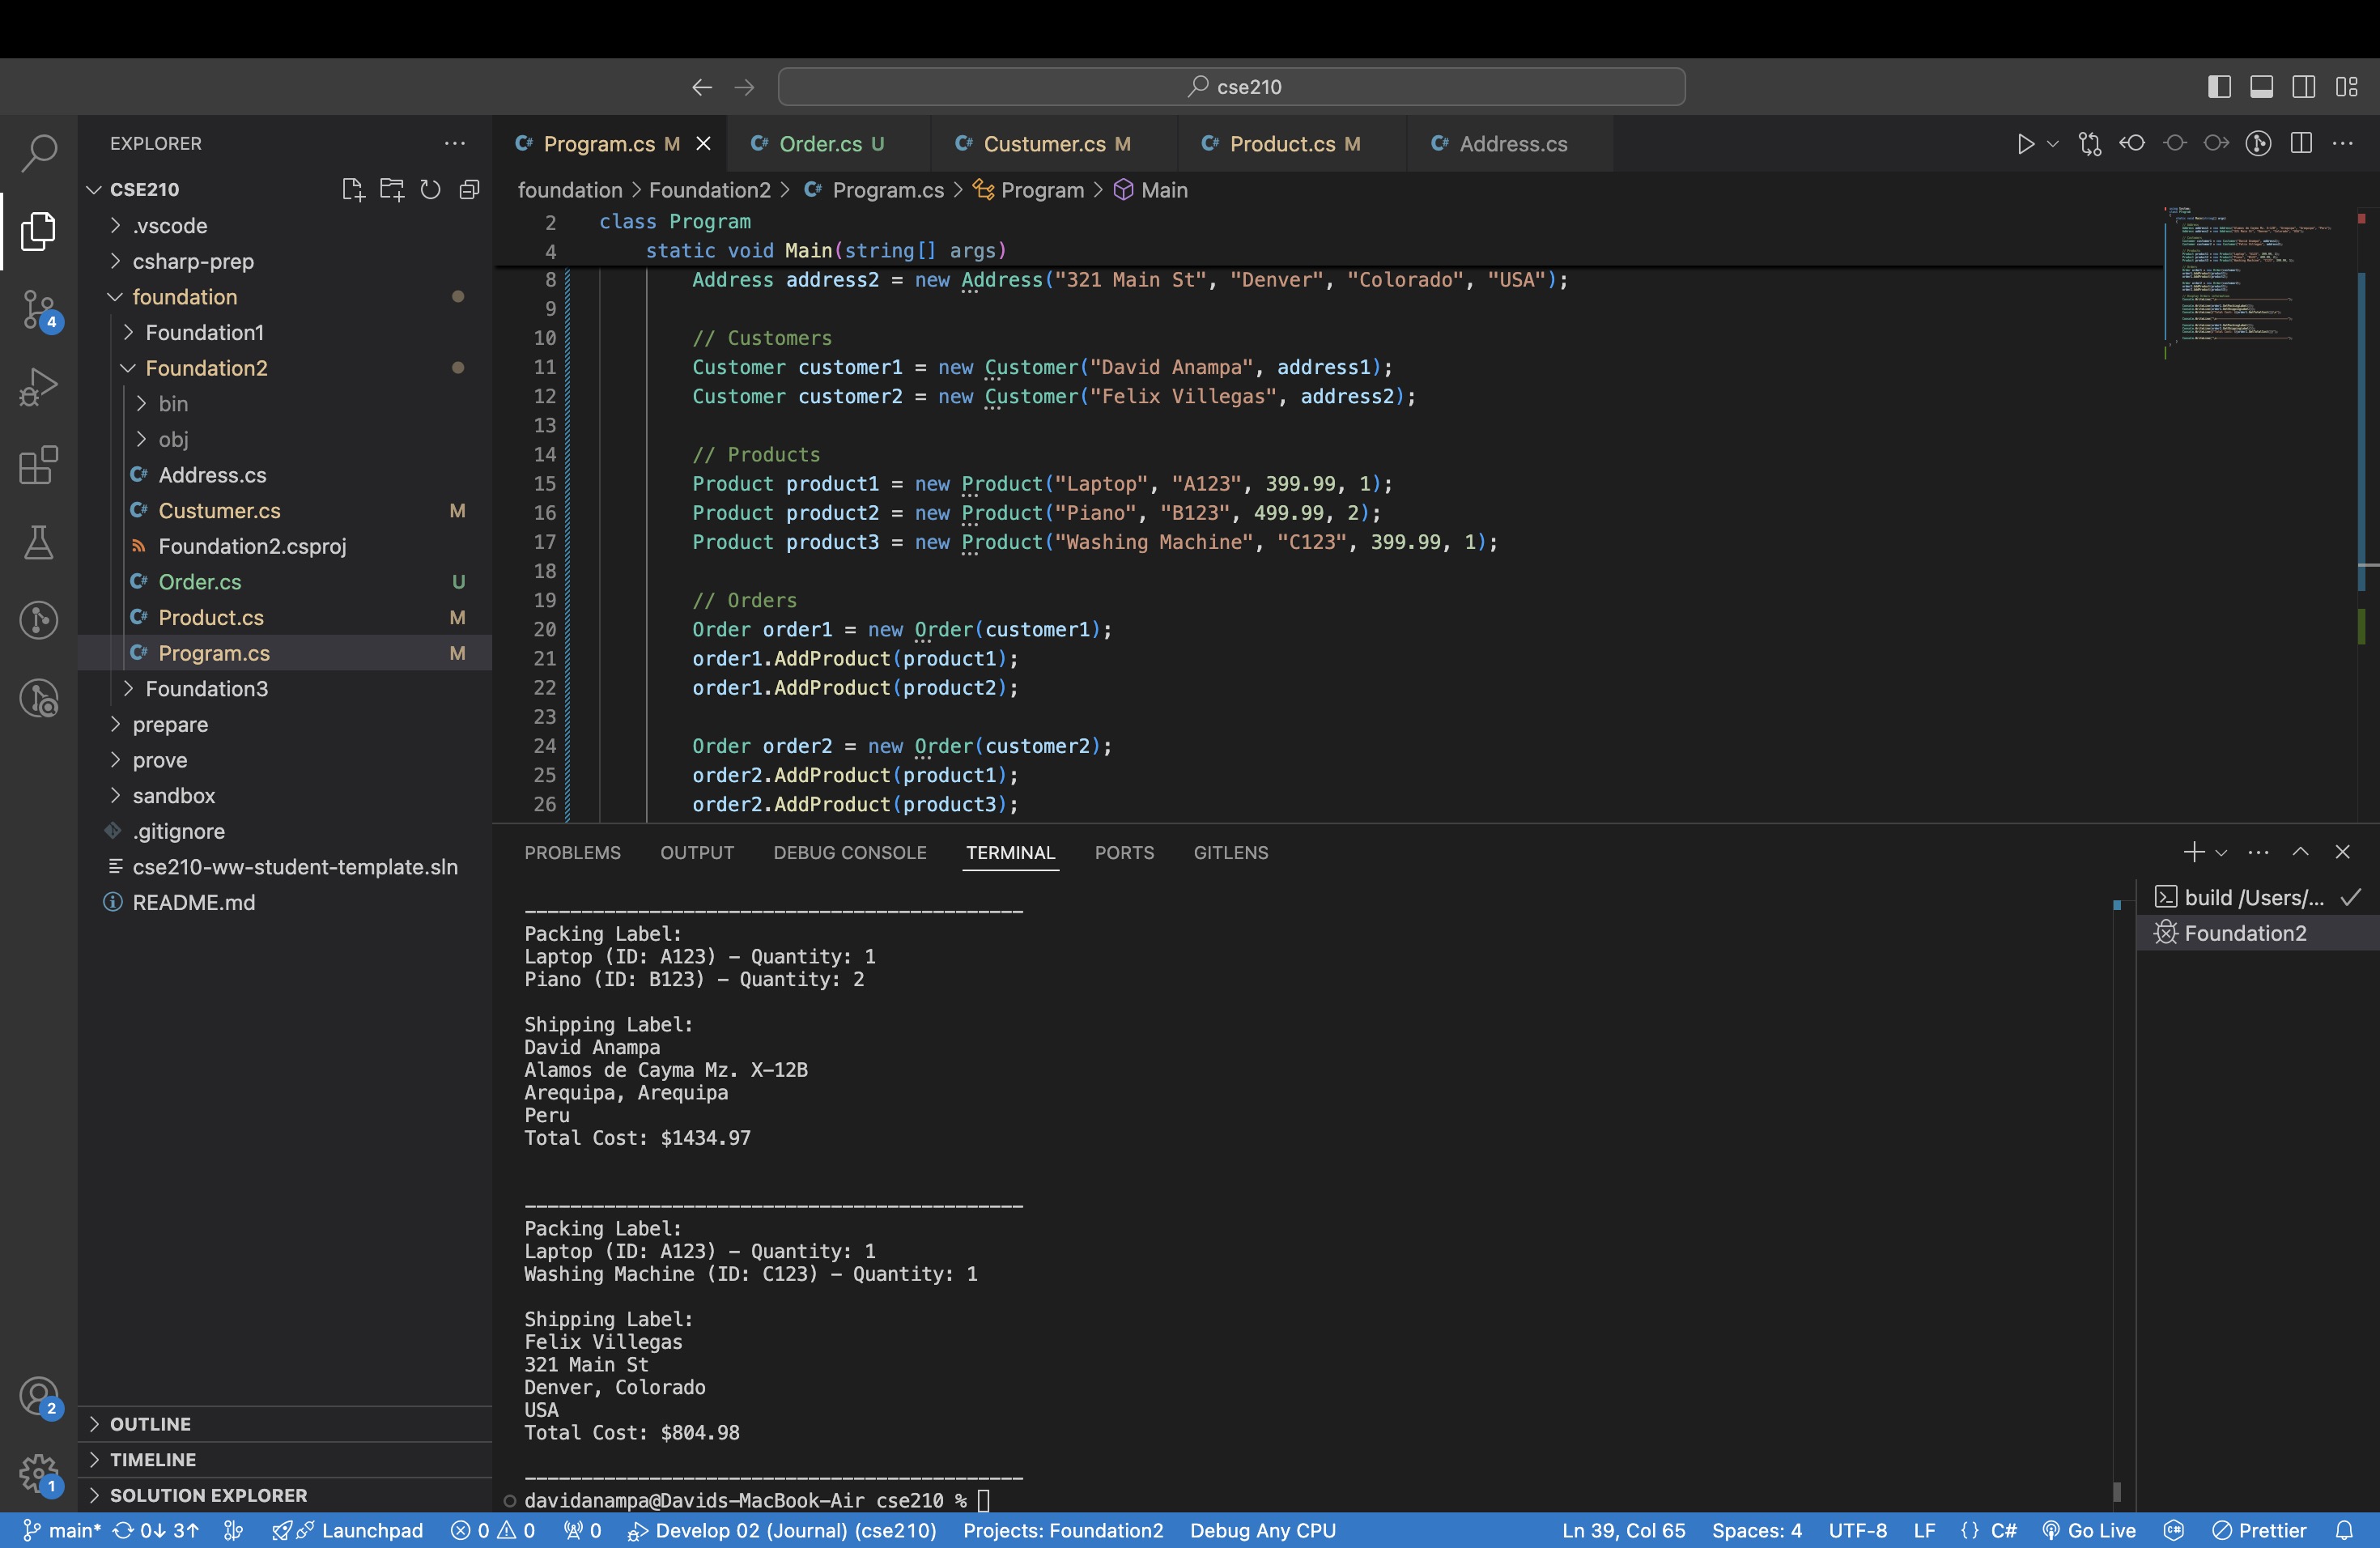 cse210
EXPLORER
CSE210
.vscode
csharp-prep
foundation
Foundation1
Foundation2
bin
obj
Address.cs
Custumer.cs M
Foundation2.csproj
Order.cs U
Product.cs M
Program.cs M
Foundation3
prepare
prove
sandbox
.gitignore
cse210-ww-student-template.sln
README.md
OUTLINE
TIMELINE
SOLUTION EXPLORER
4
2
1
Program.cs M Order.cs U Custumer.cs M Product.cs M Address.cs
foundation > Foundation2 > Program.cs > Program > Main
2 class Program
4 static void Main(string[] args)
8 Address address2 = new Address("321 Main St", "Denver", "Colorado", "USA");
9
10 // Customers
11 Customer customer1 = new Customer("David Anampa", address1);
12 Customer customer2 = new Customer("Felix Villegas", address2);
13
14 // Products
15 Product product1 = new Product("Laptop", "A123", 399.99, 1);
16 Product product2 = new Product("Piano", "B123", 499.99, 2);
17 Product product3 = new Product("Washing Machine", "C123", 399.99, 1);
18
19 // Orders
20 Order order1 = new Order(customer1);
21 order1.AddProduct(product1);
22 order1.AddProduct(product2);
23
24 Order order2 = new Order(customer2);
25 order2.AddProduct(product1);
26 order2.AddProduct(product3);
PROBLEMS OUTPUT DEBUG CONSOLE TERMINAL PORTS GITLENS
build /Users/...
Foundation2
--------------------------------------------
Packing Label:
Laptop (ID: A123) - Quantity: 1
Piano (ID: B123) - Quantity: 2
Shipping Label:
David Anampa
Alamos de Cayma Mz. X-12B
Arequipa, Arequipa
Peru
Total Cost: $1434.97
--------------------------------------------
Packing Label:
Laptop (ID: A123) - Quantity: 1
Washing Machine (ID: C123) - Quantity: 1
Shipping Label:
Felix Villegas
321 Main St
Denver, Colorado
USA
Total Cost: $804.98
--------------------------------------------
davidanampa@Davids-MacBook-Air cse210 %
main* 0↓ 3↑ Launchpad 0 0 0 Develop 02 (Journal) (cse210) Projects: Foundation2 Debug Any CPU Ln 39, Col 65 Spaces: 4 UTF-8 LF {} C# Go Live Prettier